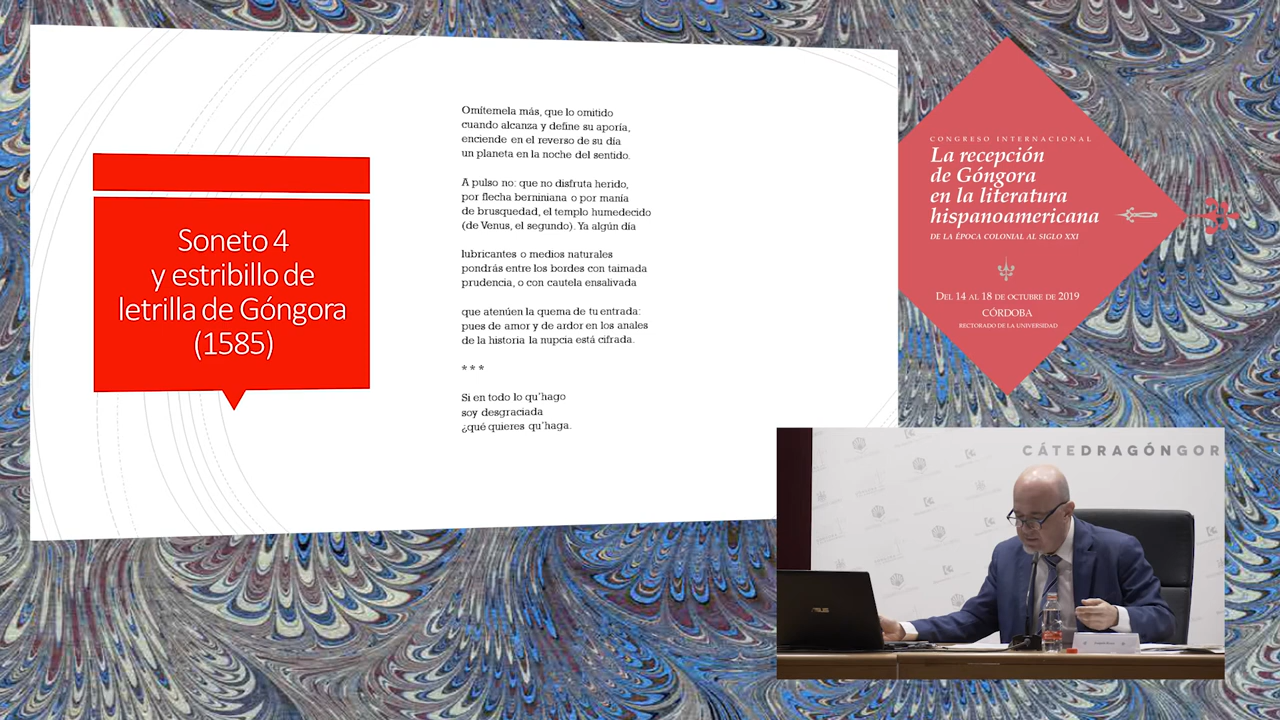 Soneto 4
y estribillo de
letrilla de Góngora
(1585)
Omítemela más, que lo omitido
cuando alcanza y define su aporía,
enciende en el reverso de su día
un planeta en la noche del sentido.
A pulso no: que no disfruta herido,
por flecha berniniana o por manía
de brusquedad, el templo humedecido
(de Venus, el segundo). Ya algún día
lubricantes o medios naturales
pondrás entre los bordes con taimada
prudencia, o con cautela ensalivada
que atenúen la quema de tu entrada:
pues de amor y de ardor en los anales
de la historia la nupcia está cifrada.
* * *
Si en todo lo qu'hago
soy desgraciada
¿qué quieres qu'haga.
CONGRESO INTERNACIONAL
La recepción
de Góngora
en la literatura
hispanoamericana
DE LA ÉPOCA COLONIAL AL SIGLO XXI
DEL 14 AL 18 DE OCTUBRE DE 2019
CÓRDOBA
RECTORADO DE LA UNIVERSIDAD
CÁTEDRAGÓNGOR
ASUS